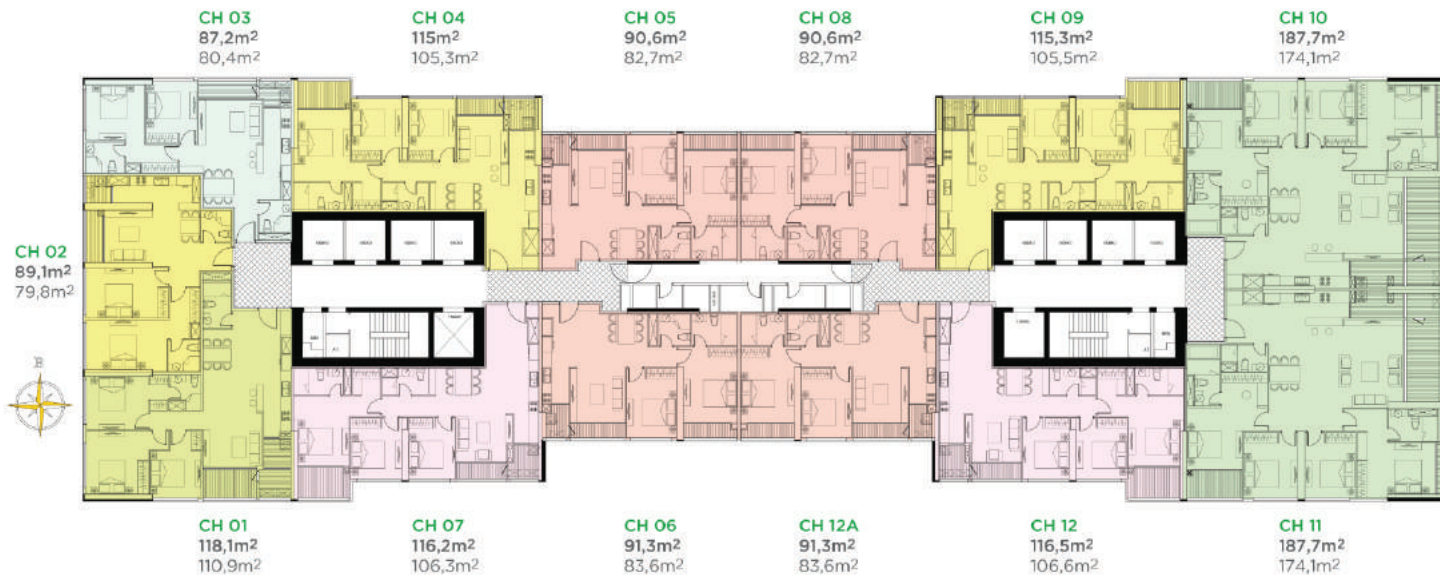 CH 03
87,2m²
80,4m²
CH 04
115m²
105,3m²
CH 05
90,6m²
82,7m²
CH 08
90,6m²
82,7m²
CH 09
115,3m²
105,5m²
CH 10
187,7m²
174,1m²
CH 02
89,1m²
79,8m²
CH 01
118,1m²
110,9m²
CH 07
116,2m²
106,3m²
CH 06
91,3m²
83,6m²
CH 12A
91,3m²
83,6m²
CH 12
116,5m²
106,6m²
CH 11
187,7m²
174,1m²